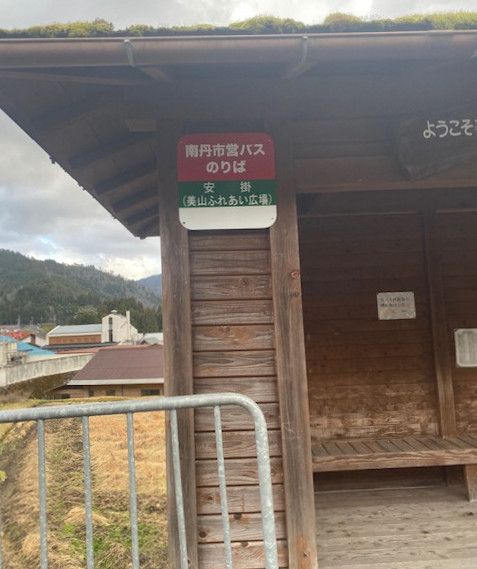 南丹市営バス
のりば
安掛
(美山ふれあい広場)
ようこそ